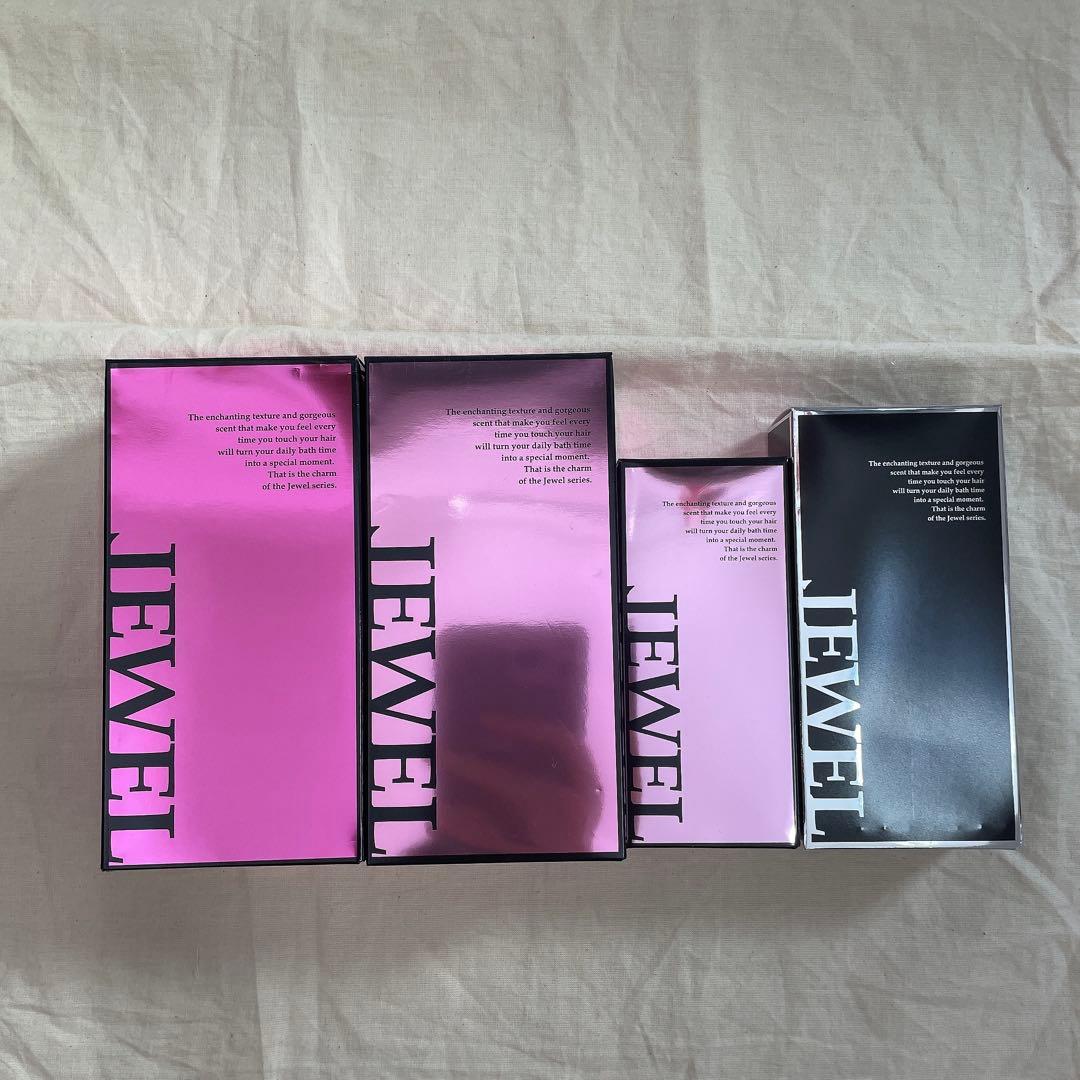 The enchanting texture and gorgeous
scent that make you feel every
time you touch your hair
will turn your daily bath time
into a special moment.
That is the charm
of the Jewel series.
JEWEL
The enchanting texture and gorgeous
scent that make you feel every
time you touch your hair
will turn your daily bath time
into a special moment.
That is the charm
of the Jewel series.
JEWEL
The enchanting texture and gorgeous
scent that make you feel every
time you touch your hair
will turn your daily bath time
into a special moment.
That is the charm
of the Jewel series.
JEWEL
The enchanting texture and gorgeous
scent that make you feel every
time you touch your hair
will turn your daily bath time
into a special moment.
That is the charm
of the Jewel series.
JEWEL